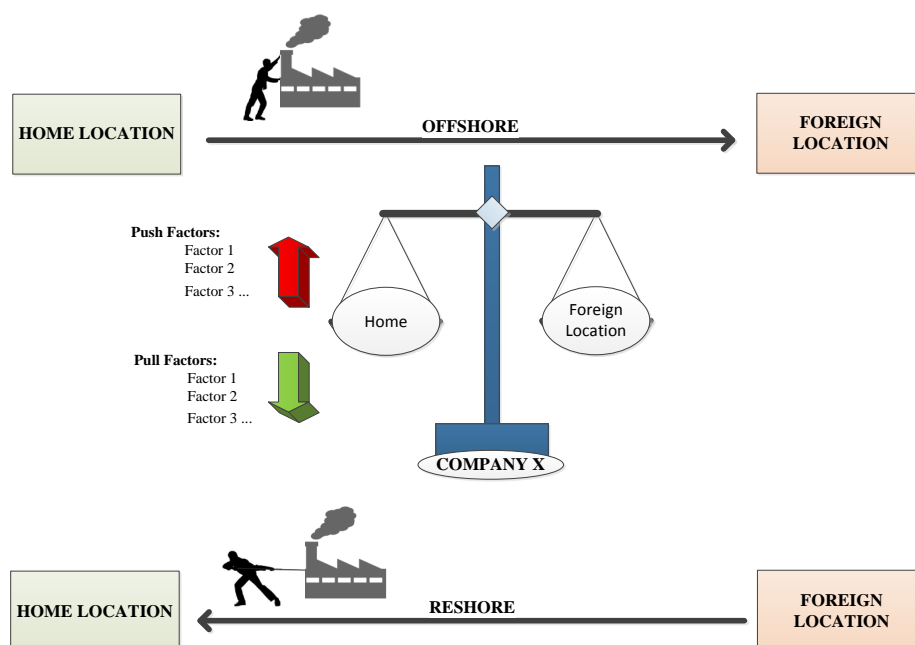 HOME LOCATION
OFFSHORE
FOREIGN
LOCATION
Push Factors:
Factor 1
Factor 2
Factor 3 ...
Home
Foreign
Location
Pull Factors:
Factor 1
Factor 2
Factor 3 ...
COMPANY X
HOME LOCATION
RESHORE
FOREIGN
LOCATION